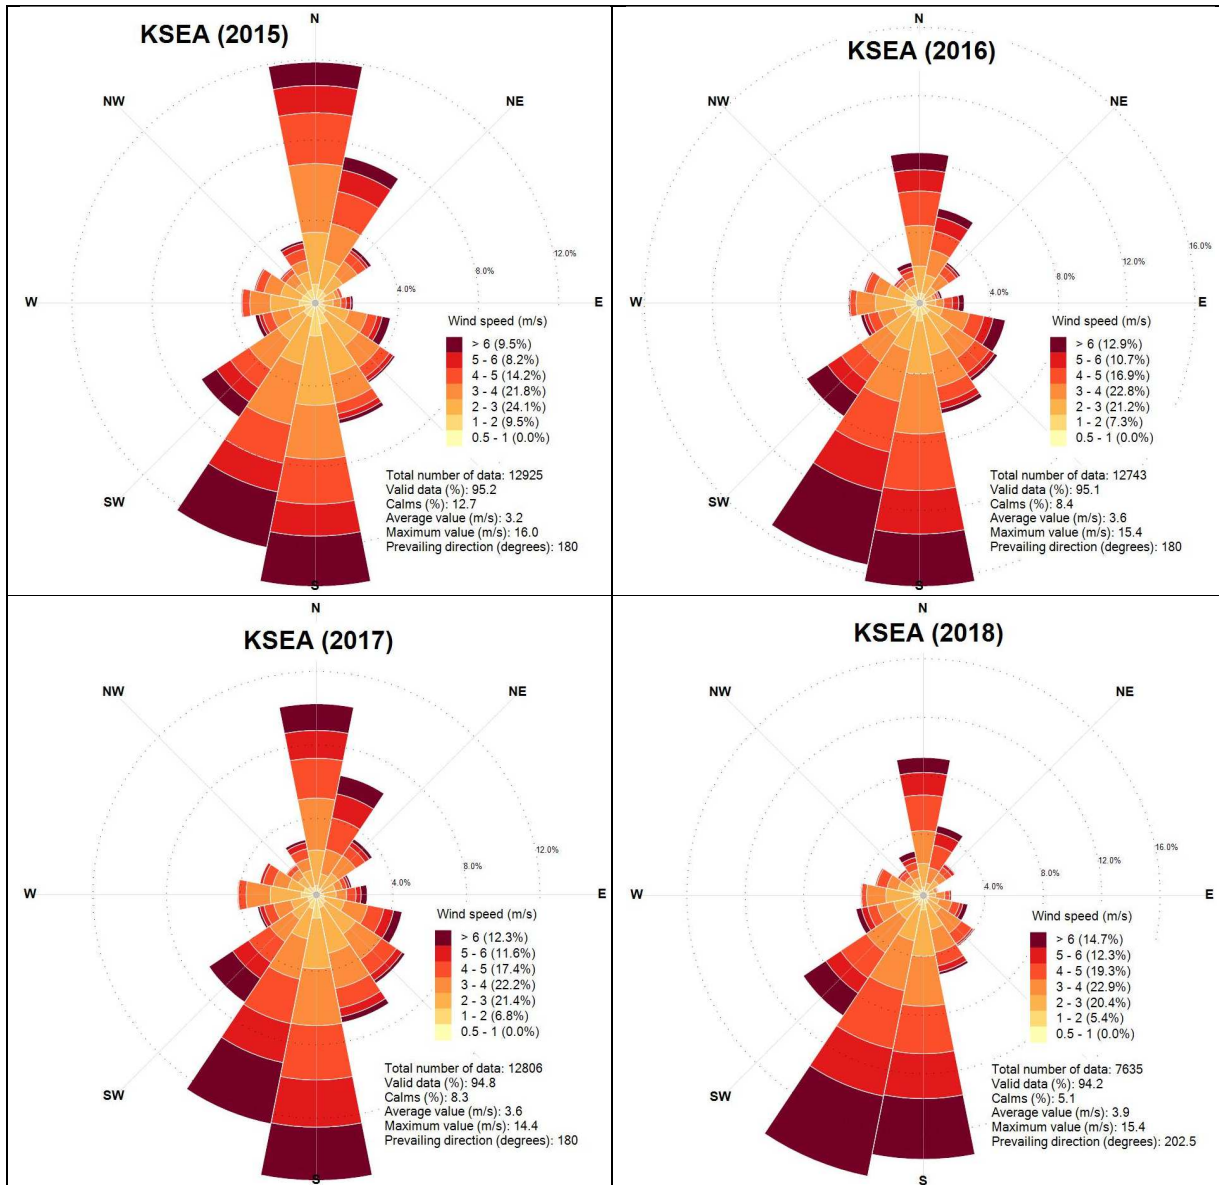 N
KSEA (2015)
NW
NE
12.0%
8.0%
4.0%
W
E
Wind speed (m/s)
> 6 (9.5%)
5 - 6 (8.2%)
4 - 5 (14.2%)
3 - 4 (21.8%)
2 - 3 (24.1%)
1 - 2 (9.5%)
0.5 - 1 (0.0%)
SW
Total number of data: 12925
Valid data (%): 95.2
Calms (%): 12.7
Average value (m/s): 3.2
Maximum value (m/s): 16.0
Prevailing direction (degrees): 180
S
N
KSEA (2016)
NW
NE
16.0%
12.0%
8.0%
4.0%
W
E
Wind speed (m/s)
> 6 (12.9%)
5 - 6 (10.7%)
4 - 5 (16.9%)
3 - 4 (22.8%)
2 - 3 (21.2%)
1 - 2 (7.3%)
0.5 - 1 (0.0%)
SW
Total number of data: 12743
Valid data (%): 95.1
Calms (%): 8.4
Average value (m/s): 3.6
Maximum value (m/s): 15.4
Prevailing direction (degrees): 180
S
N
KSEA (2017)
NW
NE
12.0%
8.0%
4.0%
W
E
Wind speed (m/s)
> 6 (12.3%)
5 - 6 (11.6%)
4 - 5 (17.4%)
3 - 4 (22.2%)
2 - 3 (21.4%)
1 - 2 (6.8%)
0.5 - 1 (0.0%)
SW
Total number of data: 12806
Valid data (%): 94.8
Calms (%): 8.3
Average value (m/s): 3.6
Maximum value (m/s): 14.4
Prevailing direction (degrees): 180
S
N
KSEA (2018)
NW
NE
16.0%
12.0%
8.0%
4.0%
W
E
Wind speed (m/s)
> 6 (14.7%)
5 - 6 (12.3%)
4 - 5 (19.3%)
3 - 4 (22.9%)
2 - 3 (20.4%)
1 - 2 (5.4%)
0.5 - 1 (0.0%)
SW
Total number of data: 7635
Valid data (%): 94.2
Calms (%): 5.1
Average value (m/s): 3.9
Maximum value (m/s): 15.4
Prevailing direction (degrees): 202.5
S